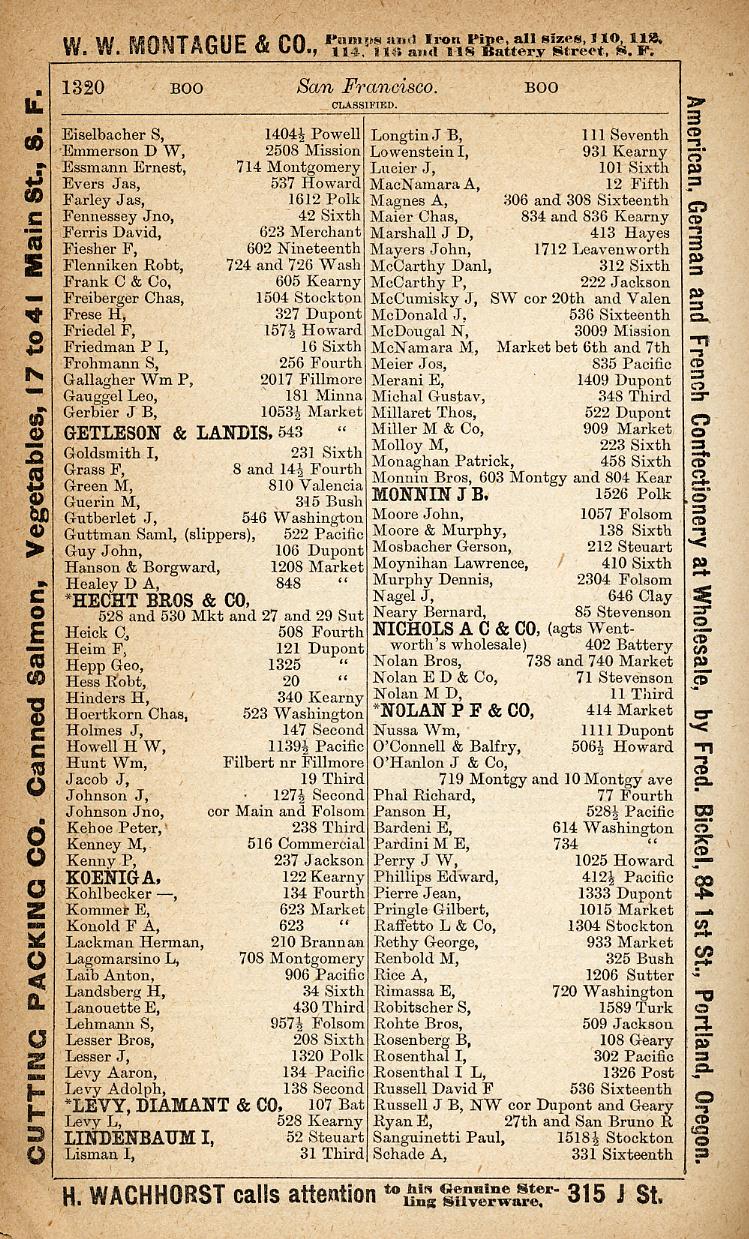 W. W. MONTAGUE & CO., Pumps and Iron Pipe, all sizes, 110, 112,
114, 116 and 118 Battery Street, S. F.
CUTTING PACKING CO. Canned Salmon, Vegetables, 17 to 41 Main St., S. F.
1320 BOO San Francisco. BOO
CLASSIFIED.
Eiselbacher S, 1404½ Powell
Emmerson D W, 2508 Mission
Essmann Ernest, 714 Montgomery
Evers Jas, 537 Howard
Farley Jas, 1612 Polk
Fennessey Jno, 42 Sixth
Ferris David, 623 Merchant
Fiesher F, 602 Nineteenth
Flenniken Robt, 724 and 726 Wash
Frank C & Co, 605 Kearny
Freiberger Chas, 1504 Stockton
Frese H, 327 Dupont
Friedel F, 157½ Howard
Friedman P I, 16 Sixth
Frohmann S, 256 Fourth
Gallagher Wm P, 2017 Fillmore
Gauggel Leo, 181 Minna
Gerbier J B, 1053½ Market
GETLESON & LANDIS, 543 “
Goldsmith I, 231 Sixth
Grass F, 8 and 14½ Fourth
Green M, 810 Valencia
Guerin M, 315 Bush
Gutberlet J, 546 Washington
Guttman Saml, (slippers), 522 Pacific
Guy John, 106 Dupont
Hanson & Borgward, 1208 Market
Healey D A, 848 “
*HECHT BROS & CO,
528 and 530 Mkt and 27 and 29 Sut
Heick C, 508 Fourth
Heim F, 121 Dupont
Hepp Geo, 1325 “
Hess Robt, 20 “
Hinders H, 340 Kearny
Hoertkorn Chas, 523 Washington
Holmes J, 147 Second
Howell H W, 1139½ Pacific
Hunt Wm, Filbert nr Fillmore
Jacob J, 19 Third
Johnson J, 127½ Second
Johnson Jno, cor Main and Folsom
Kehoe Peter, 238 Third
Kenney M, 516 Commercial
Kenny P, 237 Jackson
KOENIG A, 122 Kearny
Kohlbecker —, 134 Fourth
Kommer E, 623 Market
Konold F A, 623 “
Lackman Herman, 210 Brannan
Lagomarsino L, 708 Montgomery
Laib Anton, 906 Pacific
Landsberg H, 34 Sixth
Lanouette E, 430 Third
Lehmann S, 957½ Folsom
Lesser Bros, 208 Sixth
Lesser J, 1320 Polk
Levy Aaron, 134 Pacific
Levy Adolph, 138 Second
*LEVY, DIAMANT & CO, 107 Bat
Levy L, 528 Kearny
LINDENBAUM I, 52 Steuart
Lisman I, 31 Third
Longtin J B, 111 Seventh
Lowenstein I, 931 Kearny
Lucier J, 101 Sixth
MacNamara A, 12 Fifth
Magnes A, 306 and 308 Sixteenth
Maier Chas, 834 and 836 Kearny
Marshall J D, 413 Hayes
Mayers John, 1712 Leavenworth
McCarthy Danl, 312 Sixth
McCarthy P, 222 Jackson
McCumisky J, SW cor 20th and Valen
McDonald J, 536 Sixteenth
McDougal N, 3009 Mission
McNamara M, Market bet 6th and 7th
Meier Jos, 835 Pacific
Merani E, 1409 Dupont
Michal Gustav, 348 Third
Millaret Thos, 522 Dupont
Miller M & Co, 909 Market
Molloy M, 223 Sixth
Monaghan Patrick, 458 Sixth
Monnin Bros, 603 Montgy and 804 Kear
MONNIN J B, 1526 Polk
Moore John, 1057 Folsom
Moore & Murphy, 138 Sixth
Mosbacher Gerson, 212 Steuart
Moynihan Lawrence, 410 Sixth
Murphy Dennis, 2304 Folsom
Nagel J, 646 Clay
Neary Bernard, 85 Stevenson
NICHOLS A C & CO, (agts Went-
worth's wholesale) 402 Battery
Nolan Bros, 738 and 740 Market
Nolan E D & Co, 71 Stevenson
Nolan M D, 11 Third
*NOLAN P F & CO, 414 Market
Nussa Wm, 1111 Dupont
O'Connell & Balfry, 506½ Howard
O'Hanlon J & Co,
719 Montgy and 10 Montgy ave
Phal Richard, 77 Fourth
Panson H, 528½ Pacific
Bardeni E, 614 Washington
Pardini M E, 734 “
Perry J W, 1025 Howard
Phillips Edward, 412½ Pacific
Pierre Jean, 1333 Dupont
Pringle Gilbert, 1015 Market
Raffetto L & Co, 1304 Stockton
Rethy George, 933 Market
Renbold M, 325 Bush
Rice A, 1206 Sutter
Rimassa E, 720 Washington
Robitscher S, 1589 Turk
Rohte Bros, 509 Jackson
Rosenberg B, 108 Geary
Rosenthal I, 302 Pacific
Rosenthal I L, 1326 Post
Russell David F 536 Sixteenth
Russell J B, NW cor Dupont and Geary
Ryan E, 27th and San Bruno R
Sanguinetti Paul, 1518½ Stockton
Schade A, 331 Sixteenth
American, German and French Confectionery at Wholesale, by Fred. Bickel, 84 1st St., Portland, Oregon.
H. WACHHORST calls attention to his Genuine Ster-
ling Silverware, 315 J St.